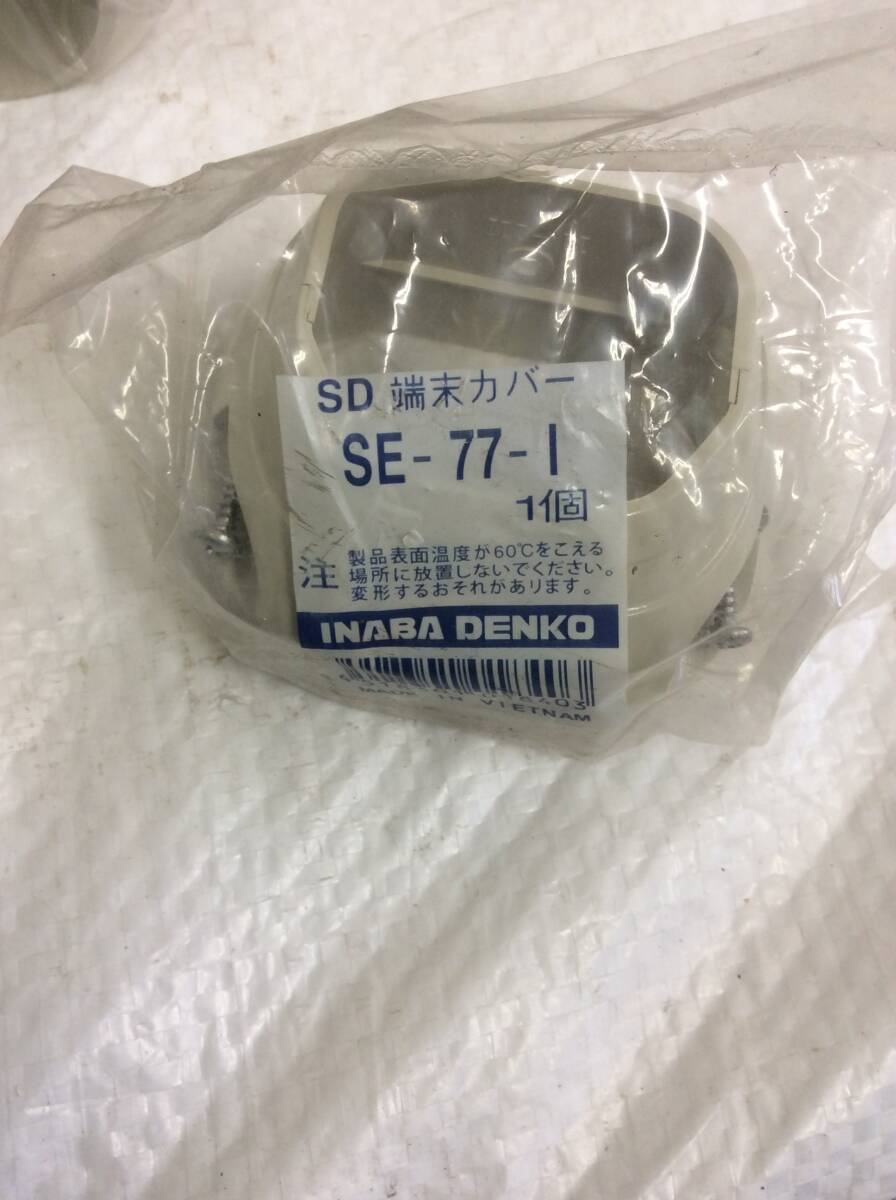 SD 端末カバー
SE-77-I
1個
注 製品表面温度が60℃をこえる
場所に放置しないでください。
変形するおそれがあります。
INABA DENKO
MADE IN VIETNAM